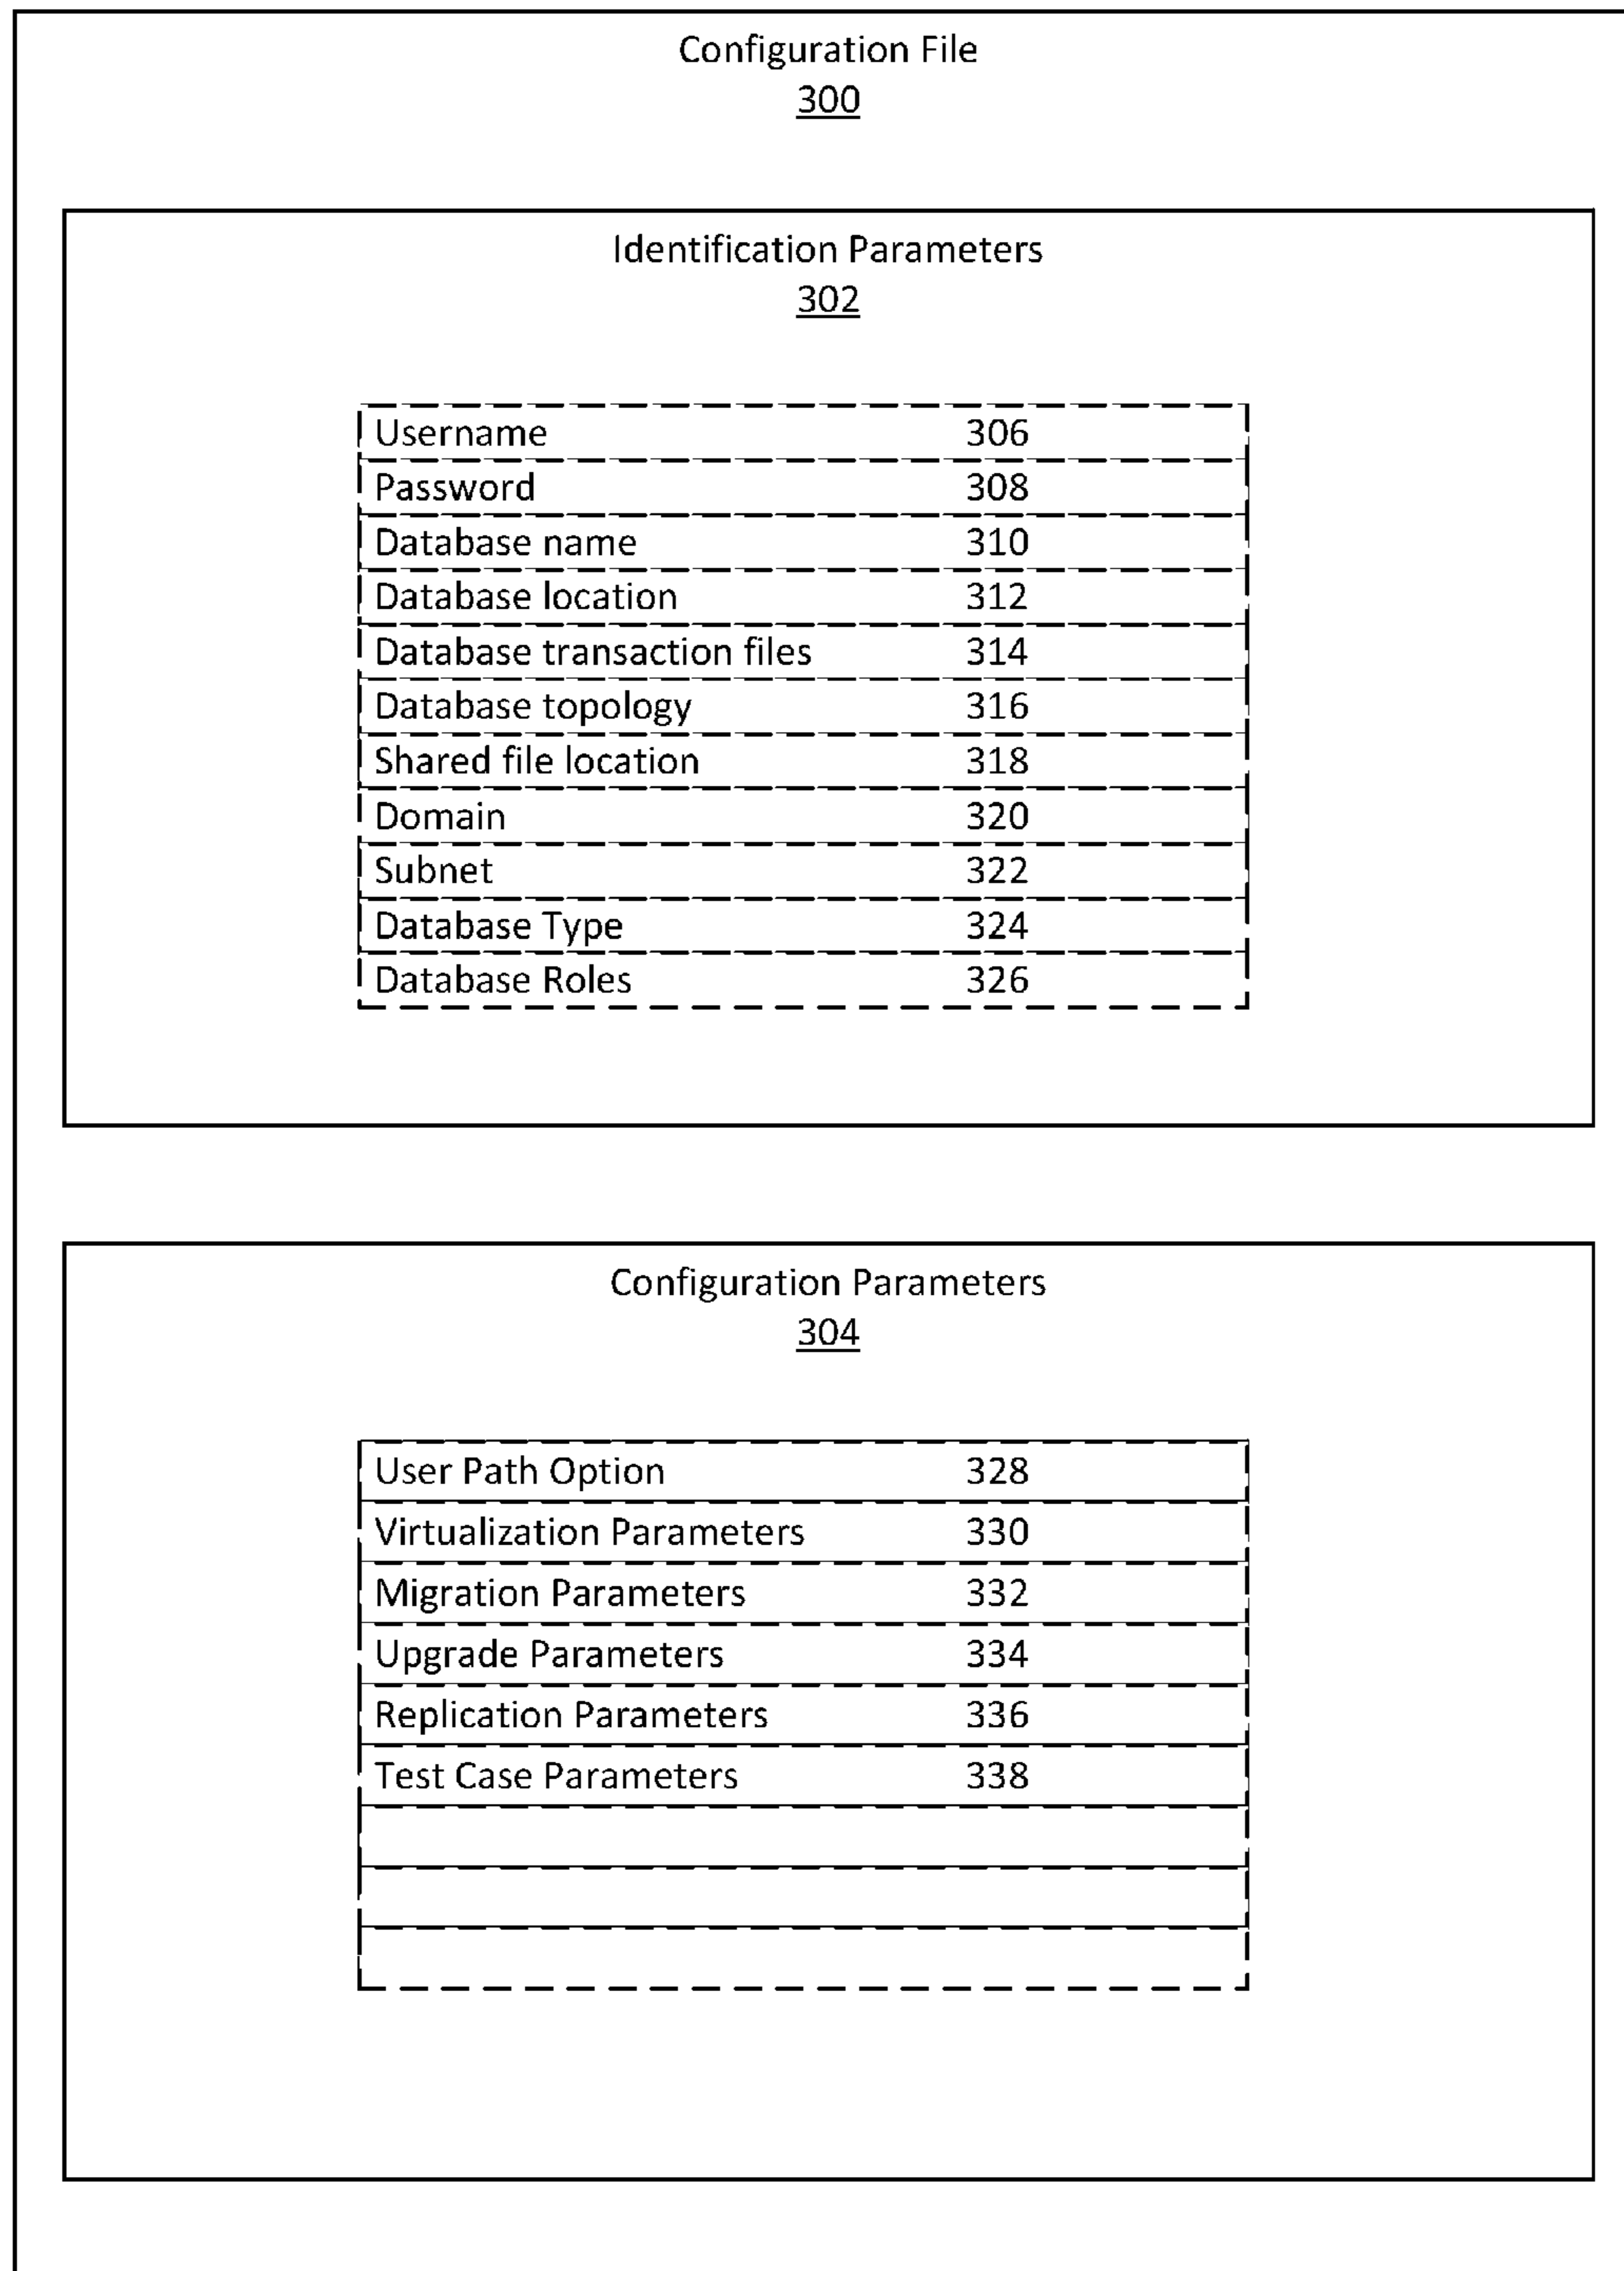 Configuration File
300
Identification Parameters
302
Username 306
Password 308
Database name 310
Database location 312
Database transaction files 314
Database topology 316
Shared file location 318
Domain 320
Subnet 322
Database Type 324
Database Roles 326
Configuration Parameters
304
User Path Option 328
Virtualization Parameters 330
Migration Parameters 332
Upgrade Parameters 334
Replication Parameters 336
Test Case Parameters 338